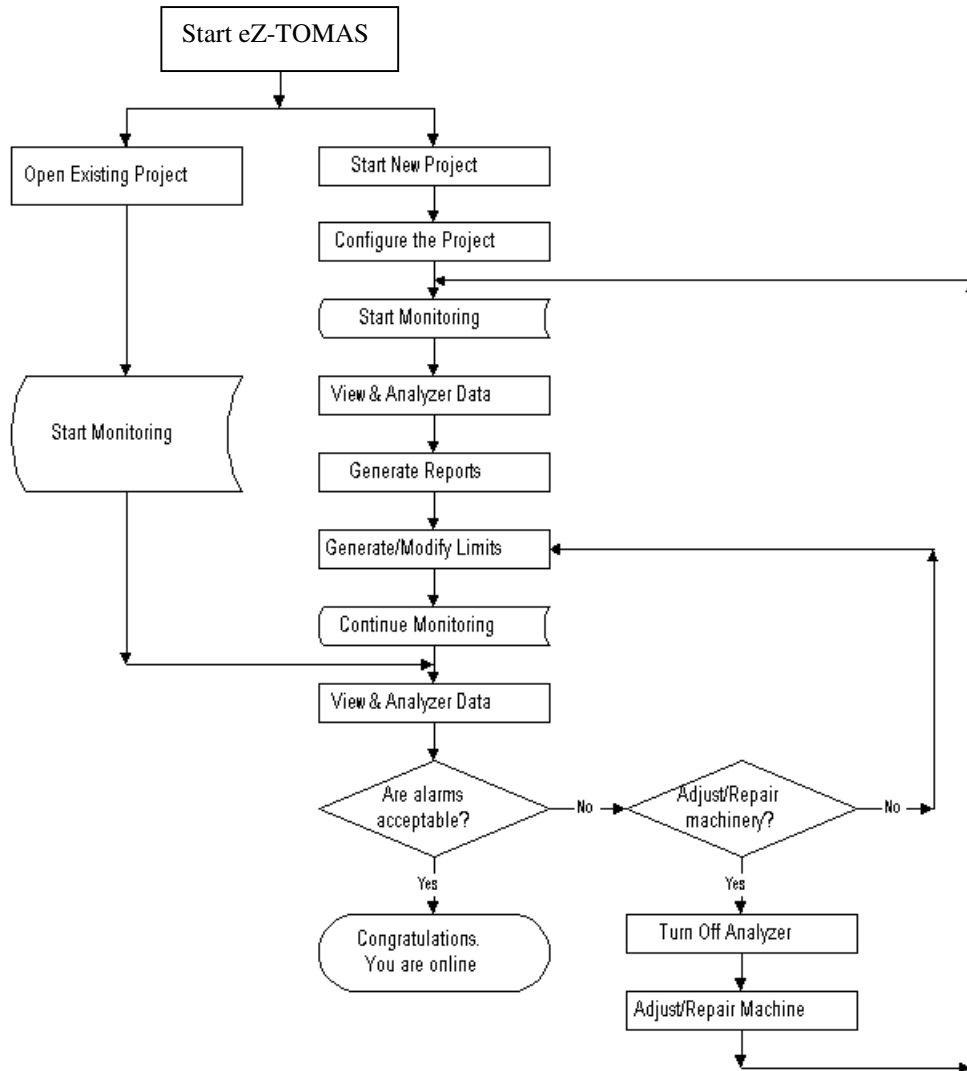 Start eZ-TOMAS
Open Existing Project
Start New Project
Configure the Project
Start Monitoring
View & Analyzer Data
Start Monitoring
Generate Reports
Generate/Modify Limits
Continue Monitoring
View & Analyzer Data
Are alarms
acceptable?
No
Adjust/Repair
machinery?
No
Yes
Yes
Congratulations.
You are online
Turn Off Analyzer
Adjust/Repair Machine